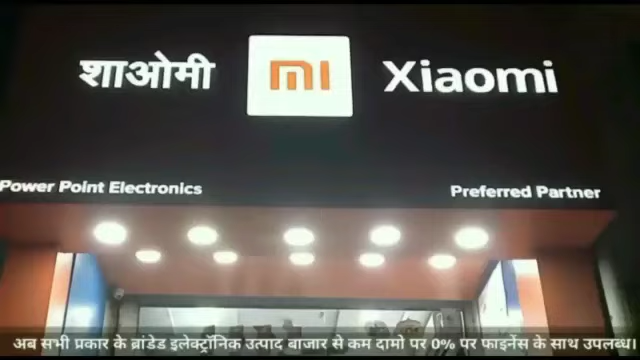 शाओमी mi Xiaomi
Power Point Electronics Preferred Partner
अब सभी प्रकार के ब्रांडेड इलेक्ट्रॉनिक उत्पाद बाजार से कम दामो पर 0% पर फाइनेंस के साथ उपलब्ध।